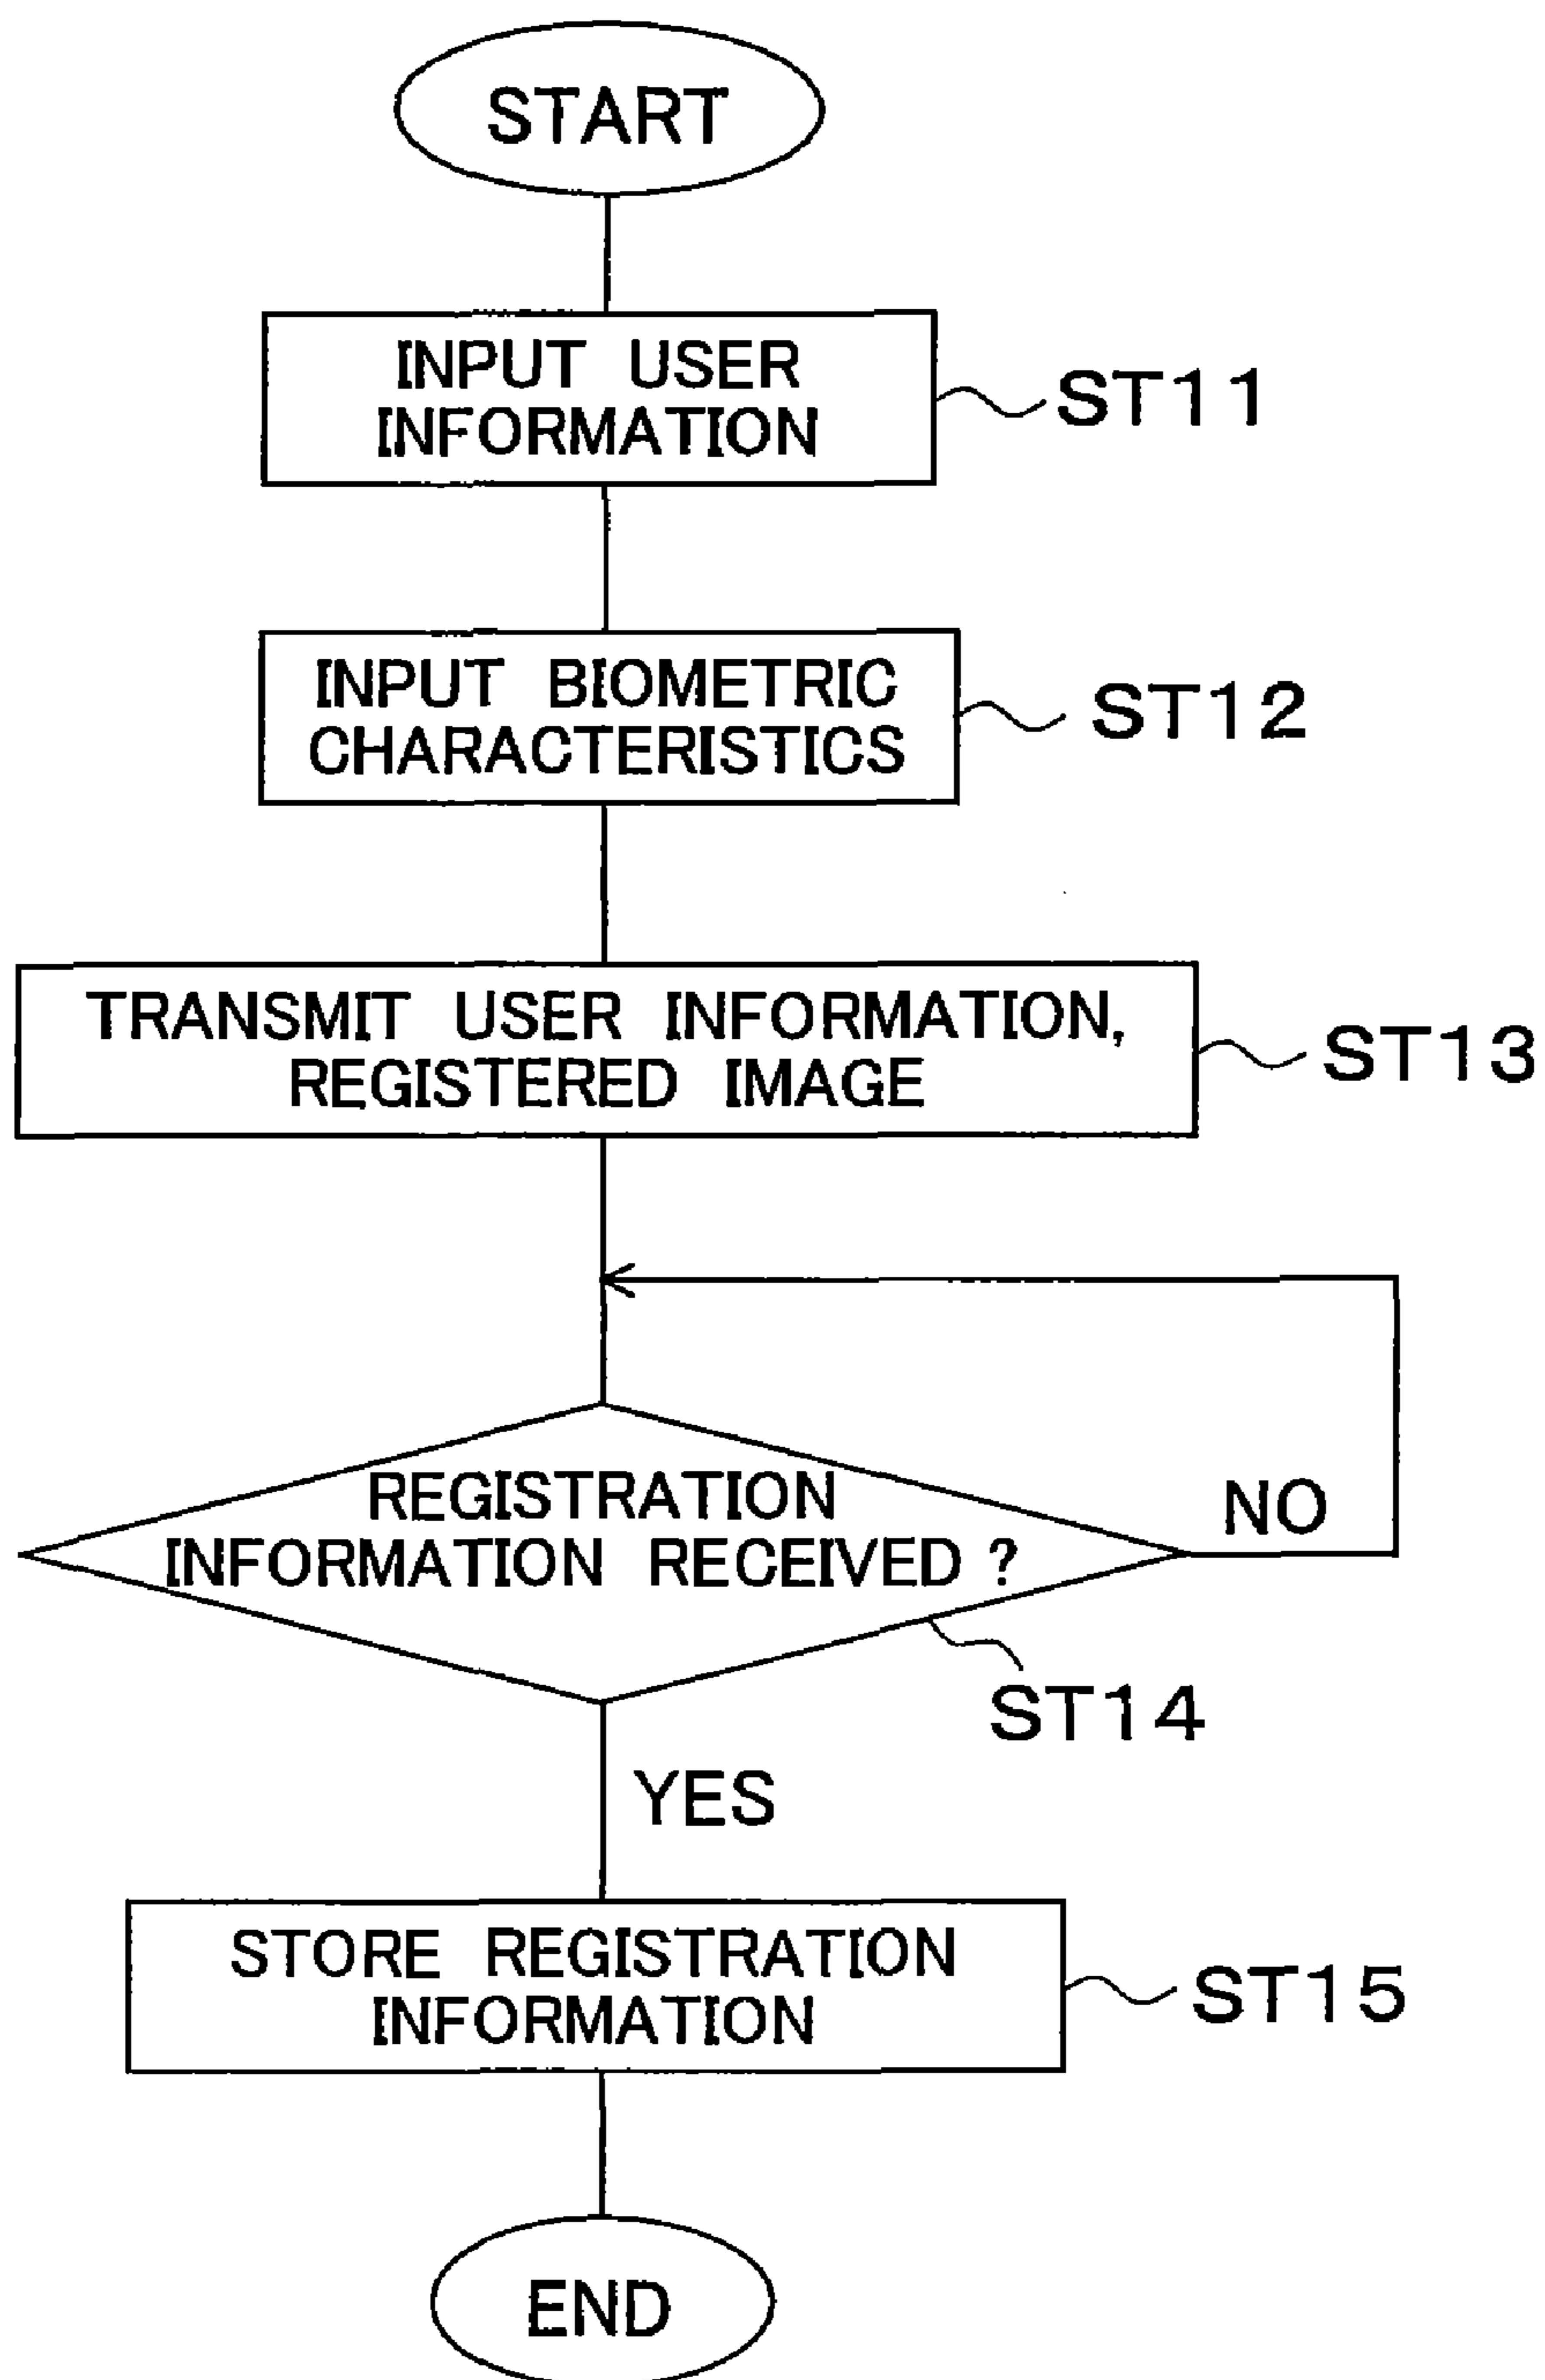 START
INPUT USER
INFORMATION
ST11
INPUT BIOMETRIC
CHARACTERISTICS
ST12
TRANSMIT USER INFORMATION,
REGISTERED IMAGE
ST13
REGISTRATION
INFORMATION RECEIVED ?
NO
ST14
YES
STORE REGISTRATION
INFORMATION
ST15
END